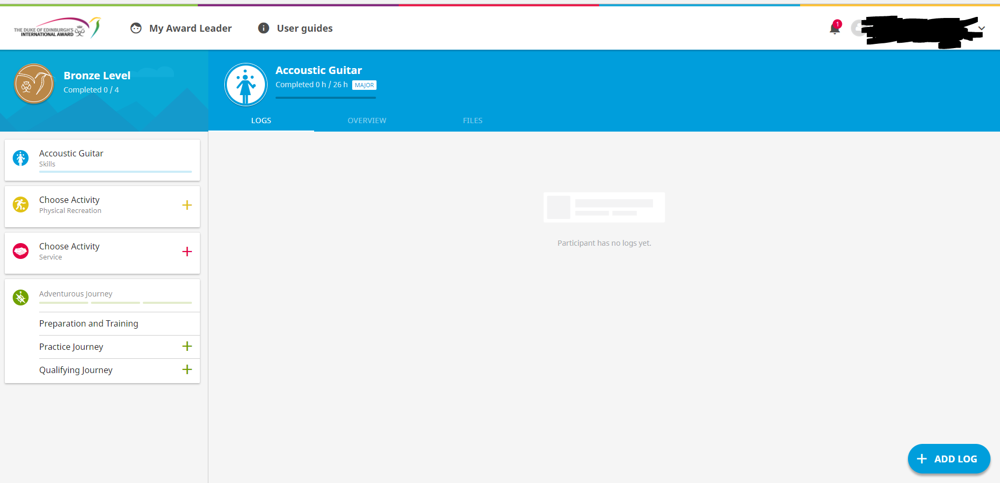 THE DUKE OF EDINBURGH'S
INTERNATIONAL AWARD
My Award Leader
User guides
1
Bronze Level
Completed 0 / 4
Accoustic Guitar
Completed 0 h / 26 h MAJOR
LOGS
OVERVIEW
FILES
Accoustic Guitar
Skills
Choose Activity
Physical Recreation
Choose Activity
Service
Adventurous Journey
Preparation and Training
Practice Journey
Qualifying Journey
Participant has no logs yet.
ADD LOG